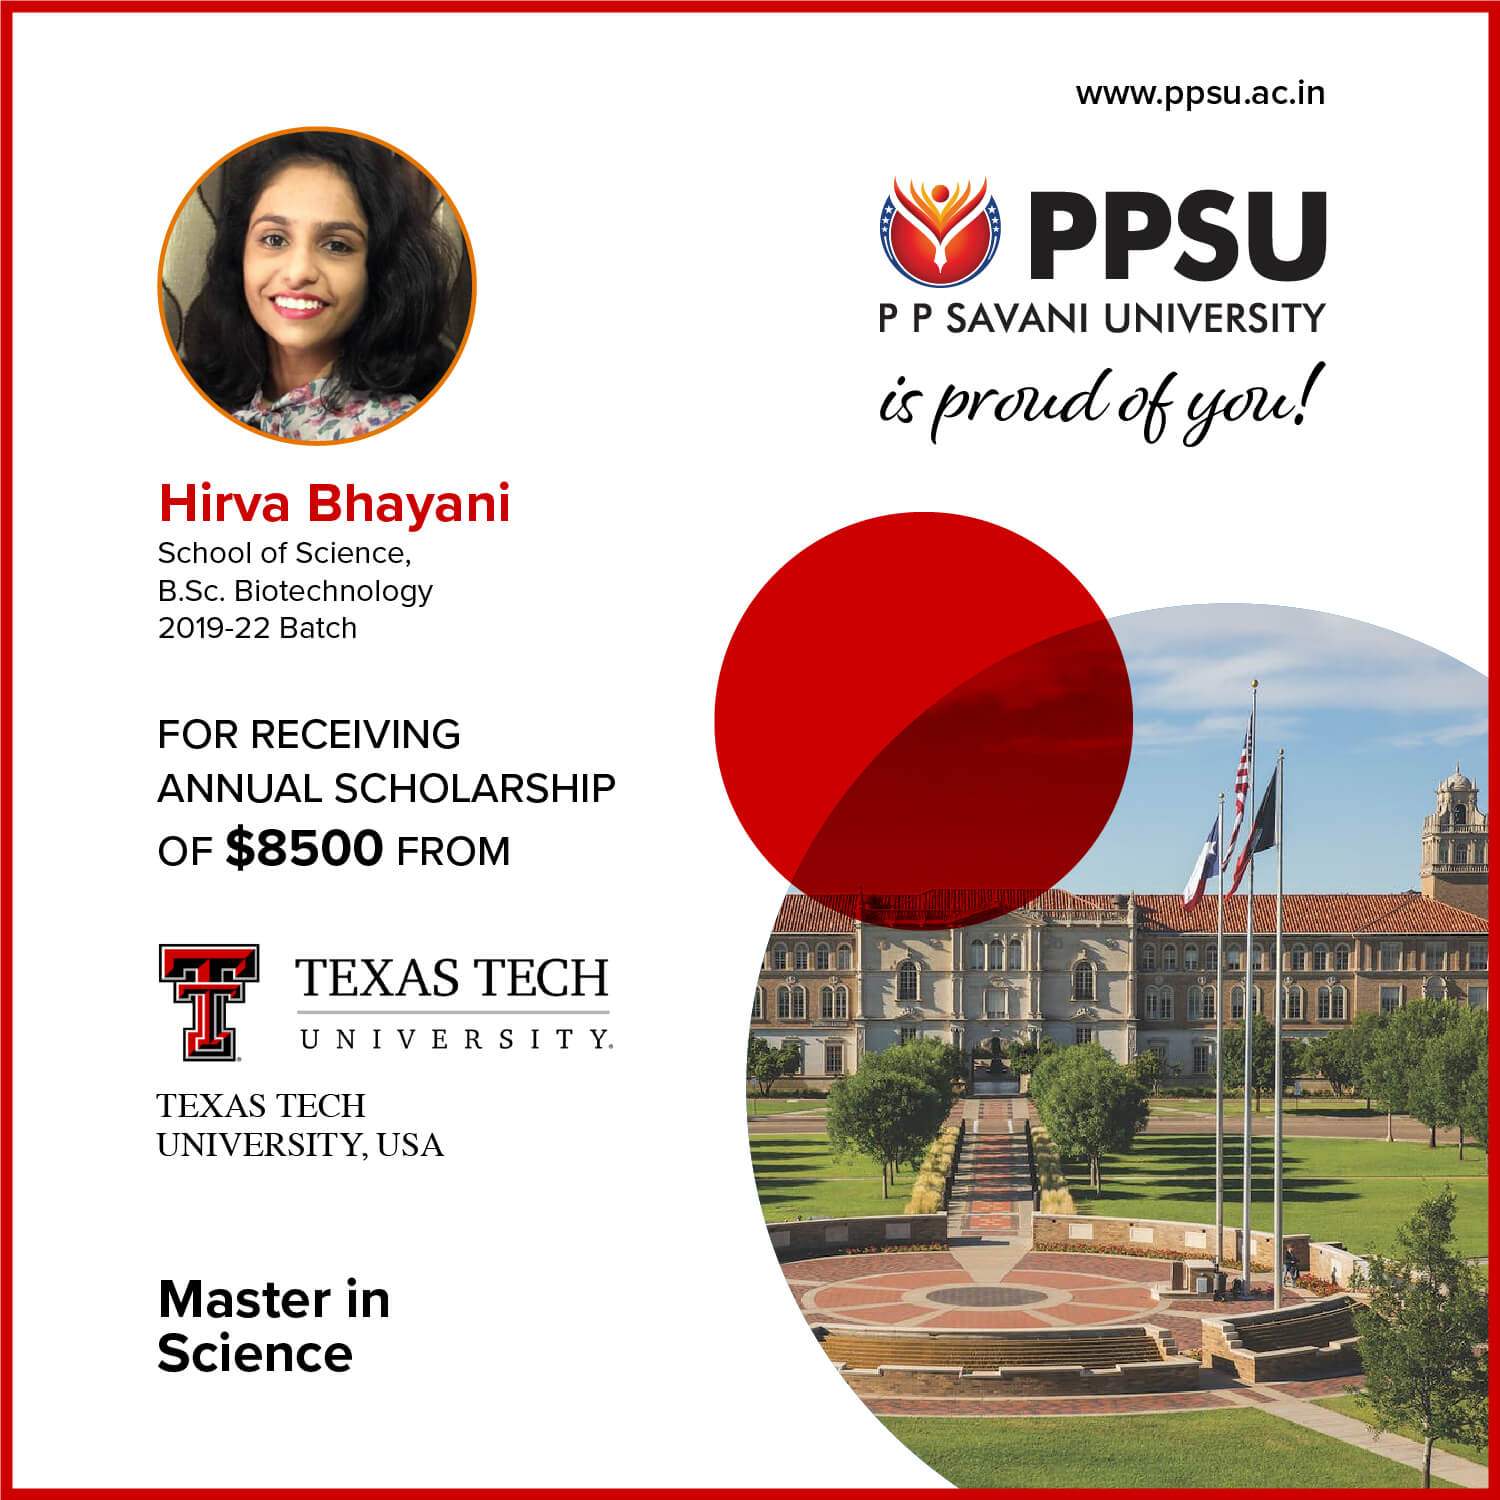 www.ppsu.ac.in
PPSU
P P SAVANI UNIVERSITY
is proud of you!
Hirva Bhayani
School of Science,
B.Sc. Biotechnology
2019-22 Batch
FOR RECEIVING
ANNUAL SCHOLARSHIP
OF $8500 FROM
TEXAS TECH
UNIVERSITY.
TEXAS TECH
UNIVERSITY, USA
Master in
Science